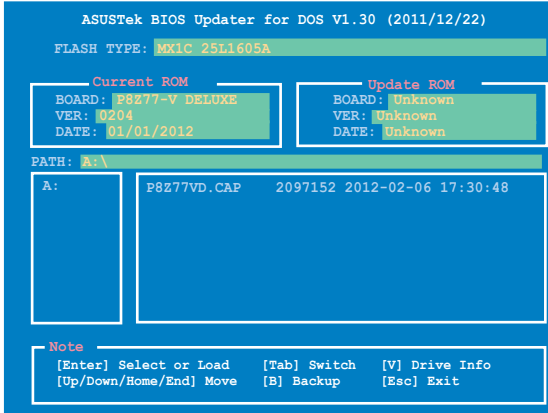 ASUSTek BIOS Updater for DOS V1.30 (2011/12/22)
FLASH TYPE: MX1C 25L1605A
Current ROM
BOARD: P8Z77-V DELUXE
VER: 0204
DATE: 01/01/2012
Update ROM
BOARD: Unknown
VER: Unknown
DATE: Unknown
PATH: A:\
A:
P8Z77VD.CAP 2097152 2012-02-06 17:30:48
Note
[Enter] Select or Load [Tab] Switch [V] Drive Info
[Up/Down/Home/End] Move [B] Backup [Esc] Exit